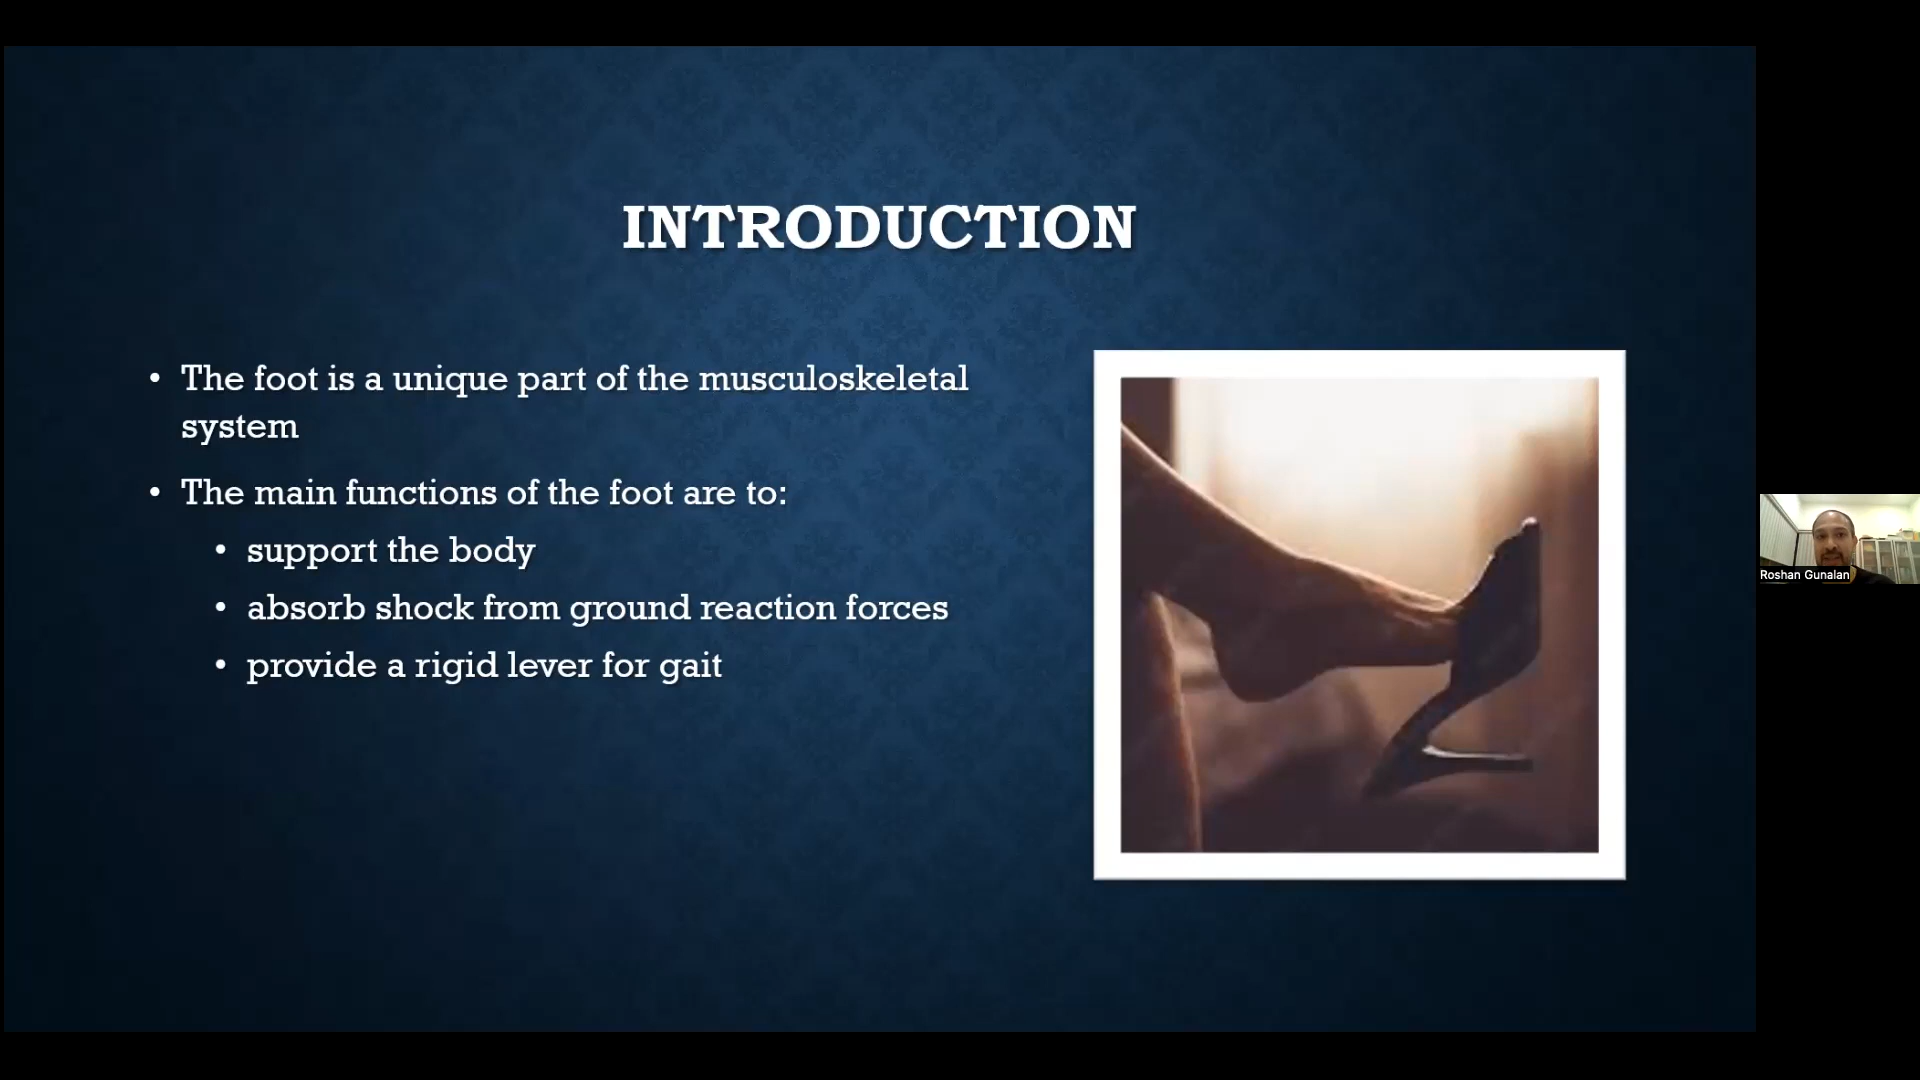 INTRODUCTION
• The foot is a unique part of the musculoskeletal
system
• The main functions of the foot are to:
• support the body
• absorb shock from ground reaction forces
• provide a rigid lever for gait
Roshan Gunalan